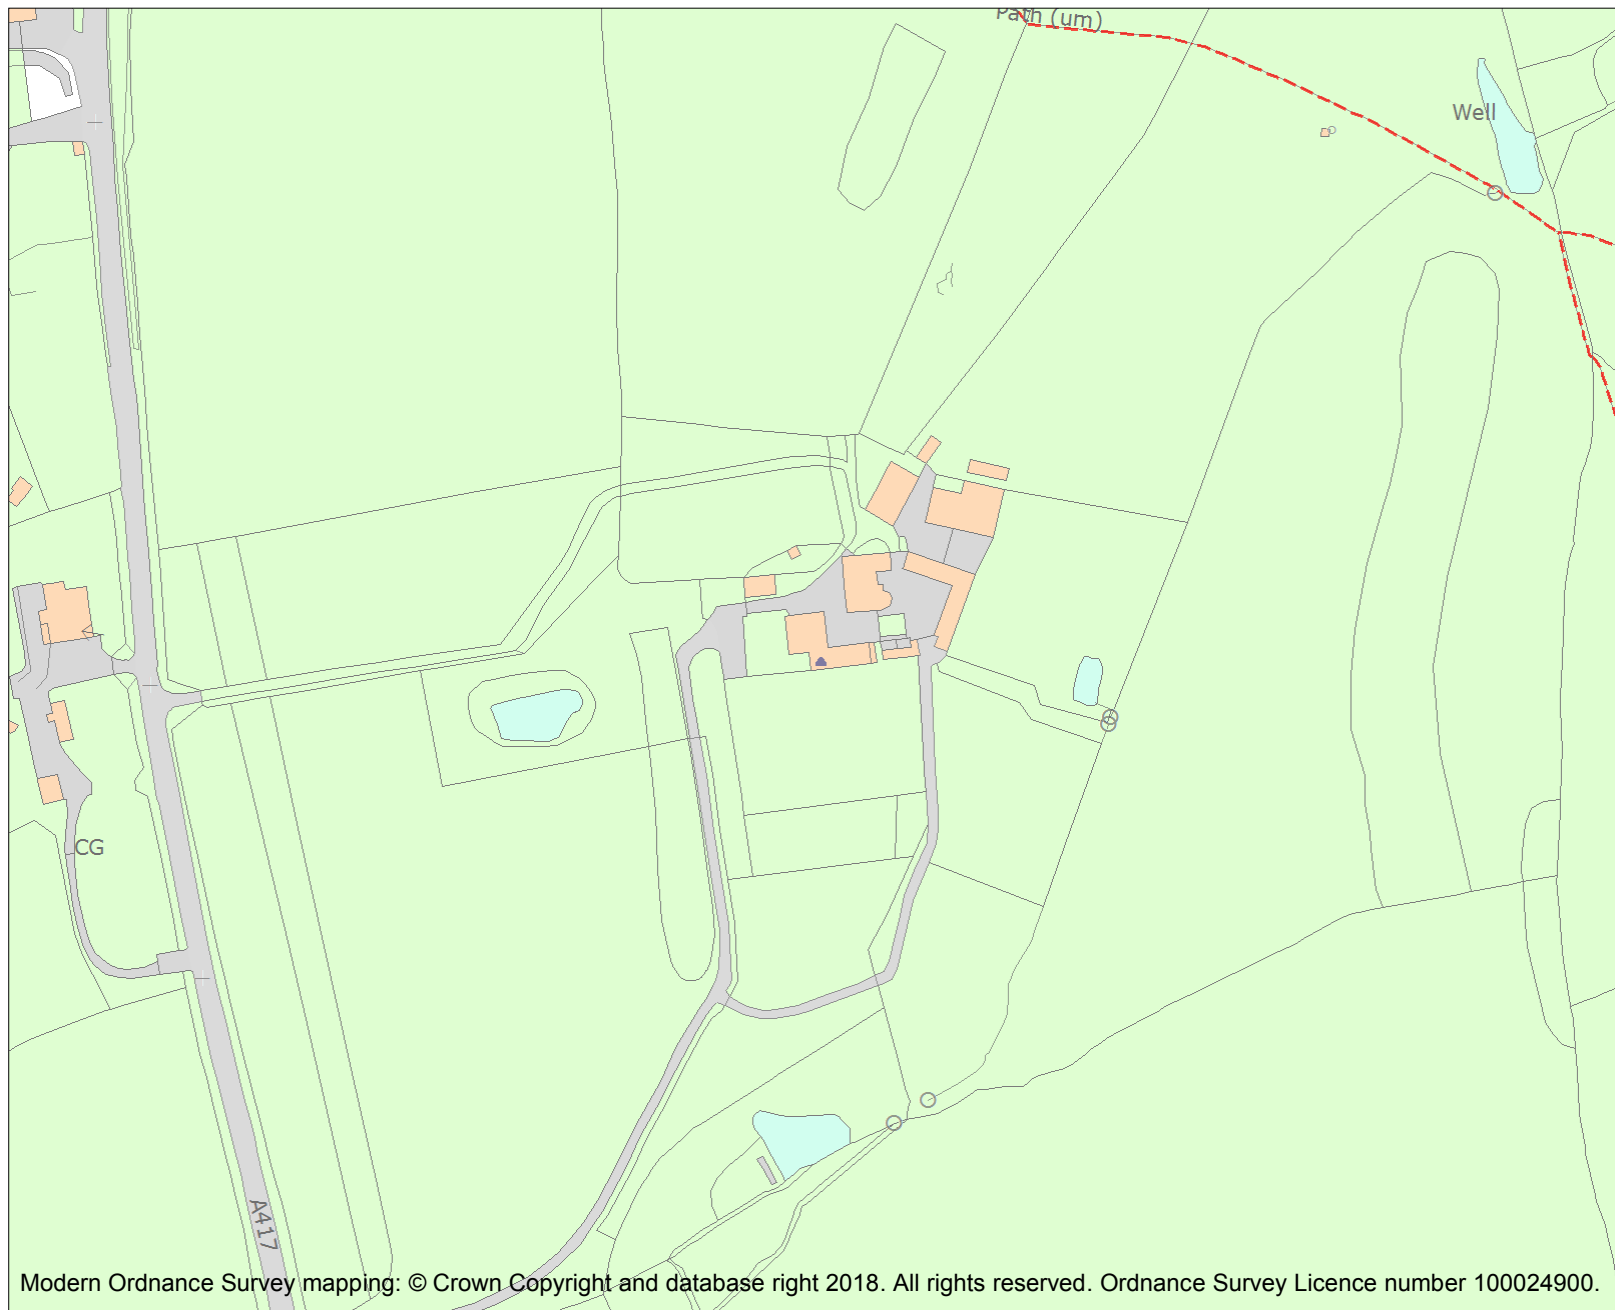 Path (um)
Well
CG
A417
Modern Ordnance Survey mapping: © Crown Copyright and database right 2018. All rights reserved. Ordnance Survey Licence number 100024900.